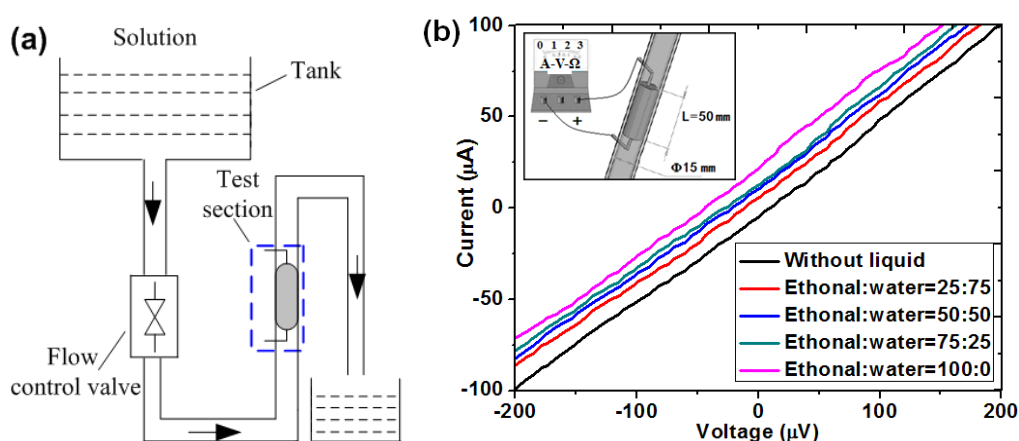 (a)
Solution
Tank
Test
section
Flow
control valve
(b)
Current (µA)
100
50
0
-50
-100
-200
-100
0
100
200
Voltage (µV)
0 1 2 3
A-V-Ω
− +
L=50 mm
Φ15 mm
Without liquid
Ethonal:water=25:75
Ethonal:water=50:50
Ethonal:water=75:25
Ethonal:water=100:0